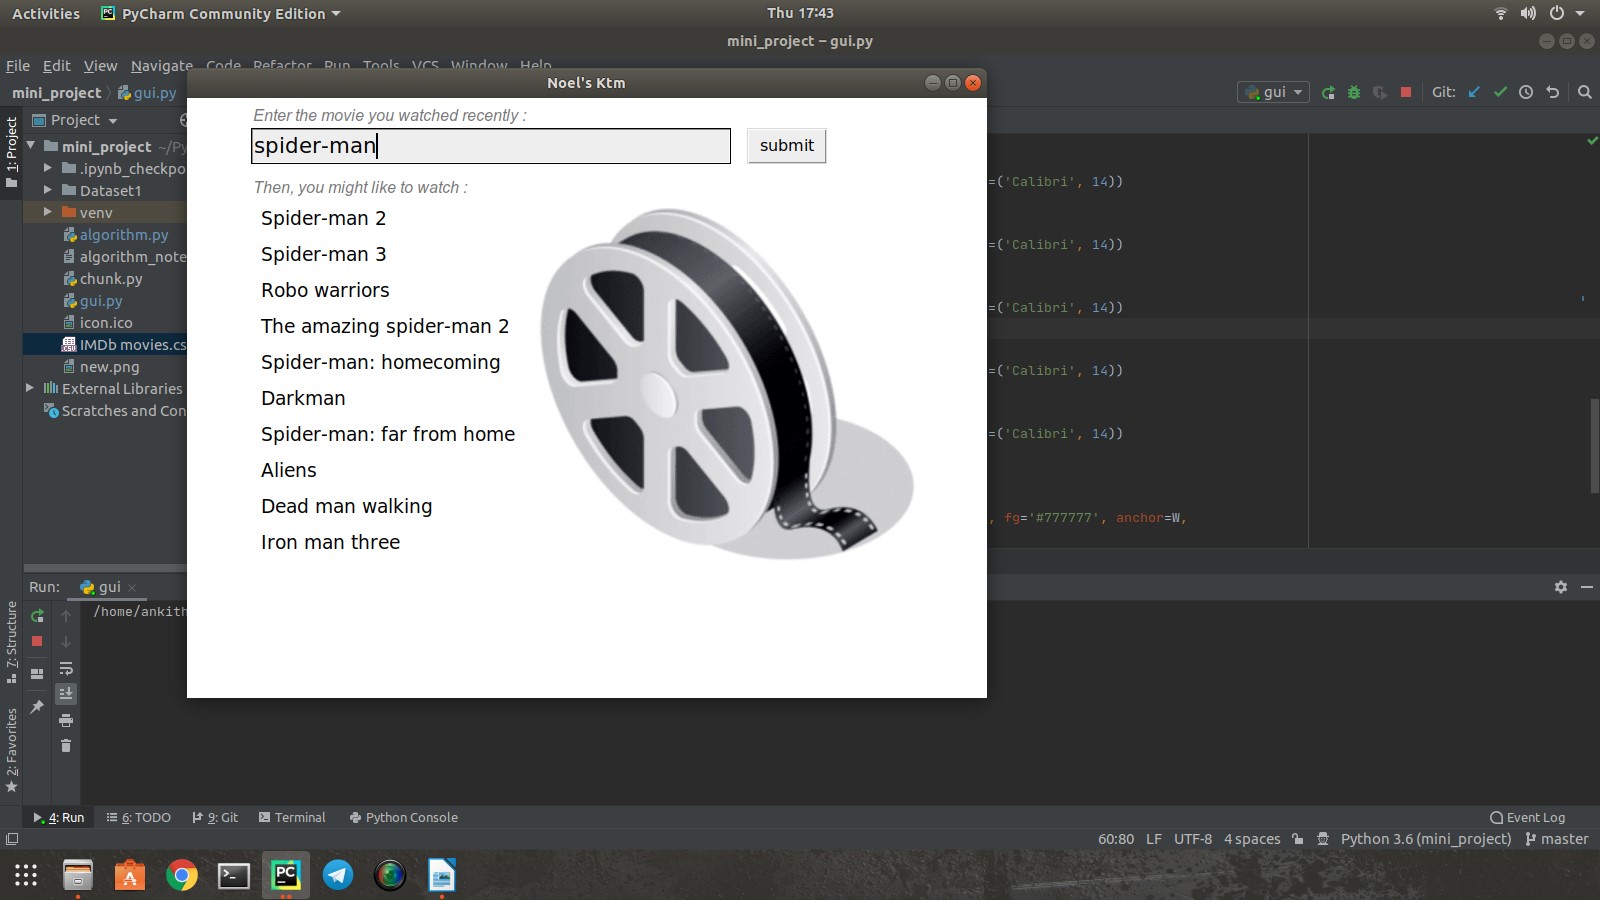 Activities PyCharm Community Edition Thu 17:43
mini_project – gui.py
File Edit View Navigate Code Refactor Run Tools VCS Window Help
mini_project gui.py gui Git:
Noel's Ktm
Enter the movie you watched recently :
spider-man submit
Then, you might like to watch :
Spider-man 2
Spider-man 3
Robo warriors
The amazing spider-man 2
Spider-man: homecoming
Darkman
Spider-man: far from home
Aliens
Dead man walking
Iron man three
1: Project
Project
mini_project ~/Py
.ipynb_checkpo
Dataset1
venv
algorithm.py
algorithm_note
chunk.py
gui.py
icon.ico
IMDb movies.cs
new.png
External Libraries
Scratches and Con
=('Calibri', 14))
=('Calibri', 14))
=('Calibri', 14))
=('Calibri', 14))
=('Calibri', 14))
, fg='#777777', anchor=W,
Run: gui
/home/ankith
7: Structure
2: Favorites
4: Run 6: TODO 9: Git Terminal Python Console Event Log
60:80 LF UTF-8 4 spaces Python 3.6 (mini_project) master